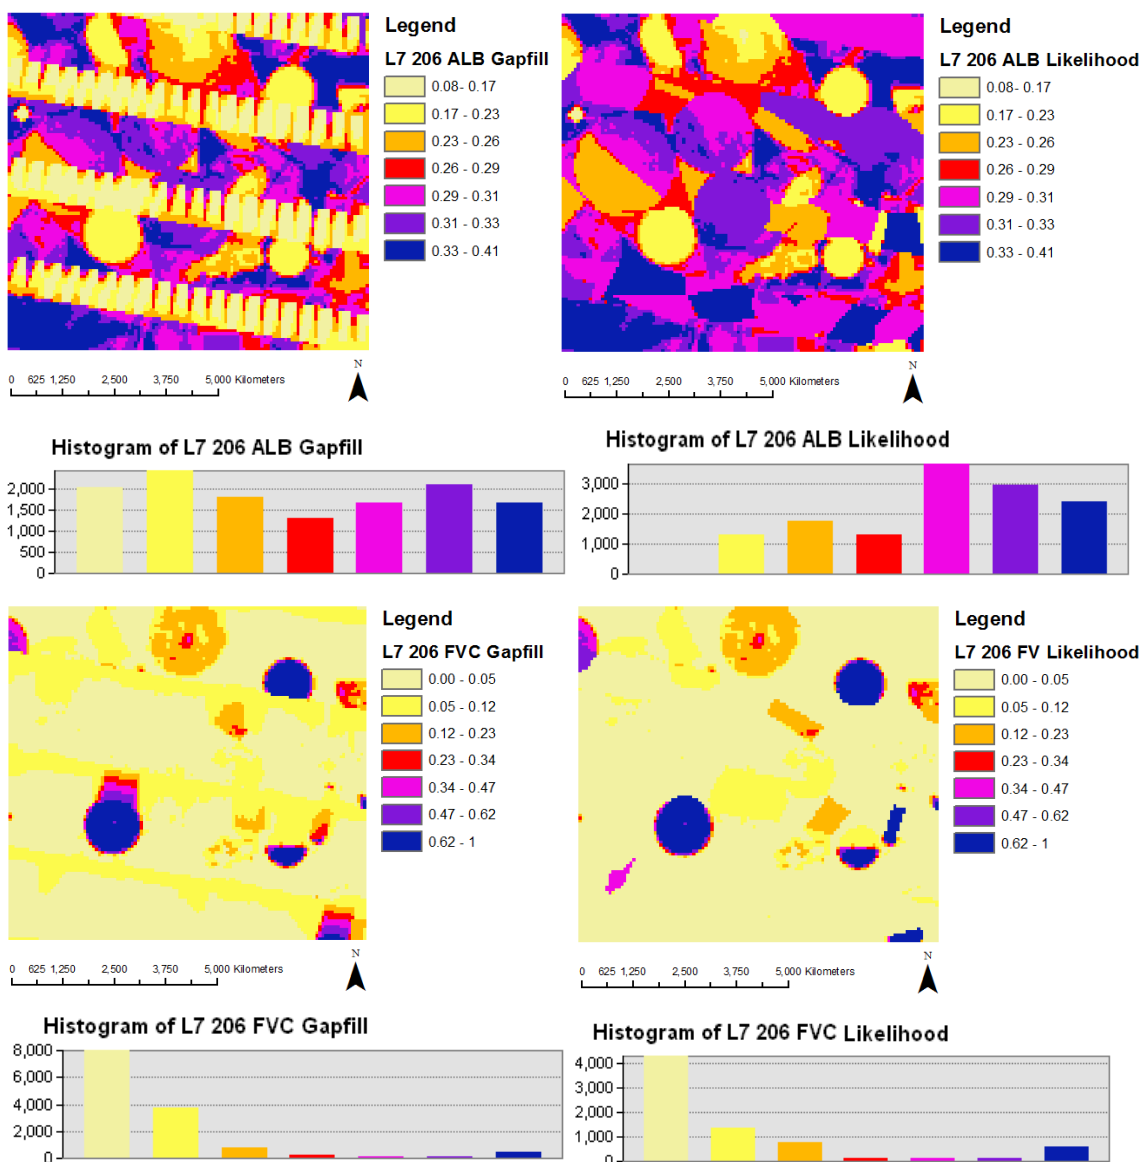 Legend
L7 206 ALB Gapfill
0.08- 0.17
0.17 - 0.23
0.23 - 0.26
0.26 - 0.29
0.29 - 0.31
0.31 - 0.33
0.33 - 0.41
N
0 625 1,250 2,500 3,750 5,000 Kilometers
Legend
L7 206 ALB Likelihood
0.08- 0.17
0.17 - 0.23
0.23 - 0.26
0.26 - 0.29
0.29 - 0.31
0.31 - 0.33
0.33 - 0.41
N
0 625 1,250 2,500 3,750 5,000 Kilometers
Histogram of L7 206 ALB Gapfill
2,000
1,500
1,000
500
0
Histogram of L7 206 ALB Likelihood
3,000
2,000
1,000
0
Legend
L7 206 FVC Gapfill
0.00 - 0.05
0.05 - 0.12
0.12 - 0.23
0.23 - 0.34
0.34 - 0.47
0.47 - 0.62
0.62 - 1
N
0 625 1,250 2,500 3,750 5,000 Kilometers
Legend
L7 206 FV Likelihood
0.00 - 0.05
0.05 - 0.12
0.12 - 0.23
0.23 - 0.34
0.34 - 0.47
0.47 - 0.62
0.62 - 1
N
0 625 1,250 2,500 3,750 5,000 Kilometers
Histogram of L7 206 FVC Gapfill
8,000
6,000
4,000
2,000
0
Histogram of L7 206 FVC Likelihood
4,000
3,000
2,000
1,000
0